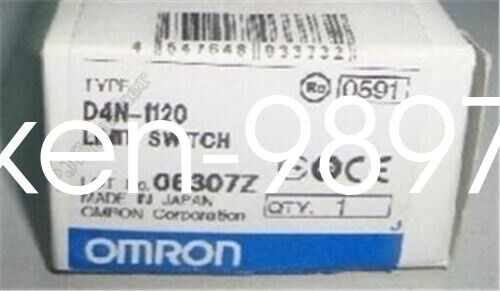 4 547648 033732
TYPE
D4N-1120
0591
LIMIT SWITCH
ken-9897
LOT No. 06307Z
MADE IN JAPAN
OMRON Corporation
QTY. 1
J
OMRON